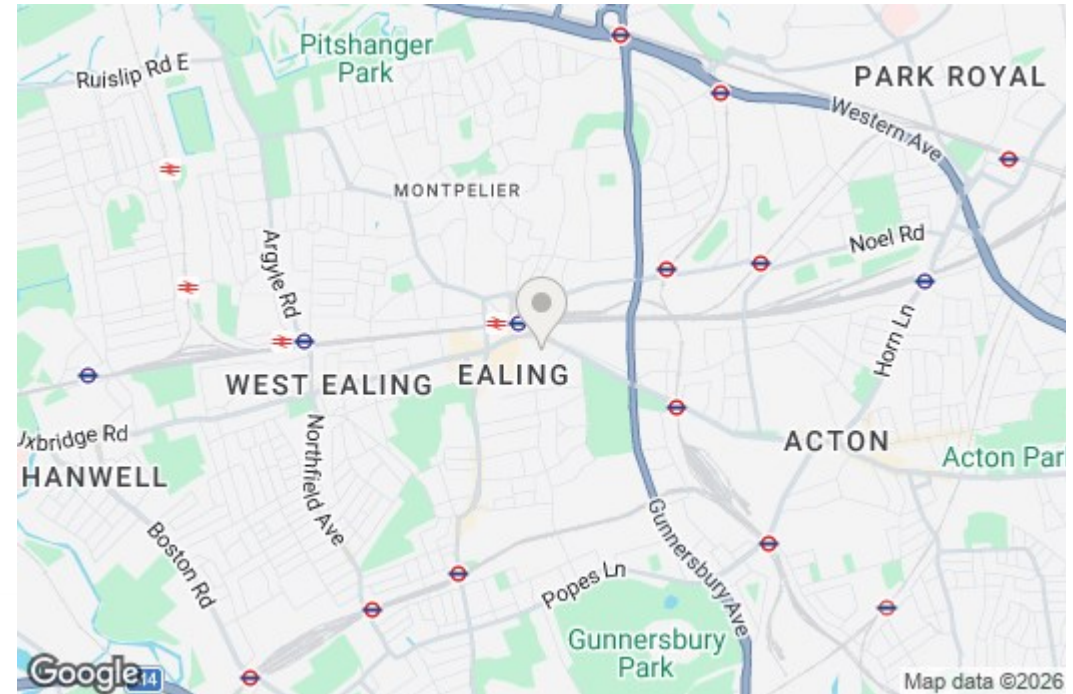 Pitshanger
Park
Ruislip Rd E
PARK ROYAL
Western Ave
MONTPELIER
Argyle Rd
Noel Rd
Horn Ln
WEST EALING
EALING
Uxbridge Rd
HANWELL
Northfield Ave
ACTON
Acton Par
Boston Rd
Gunnersbury Ave
Popes Ln
Gunnersbury
Park
Google
14
Map data ©2026